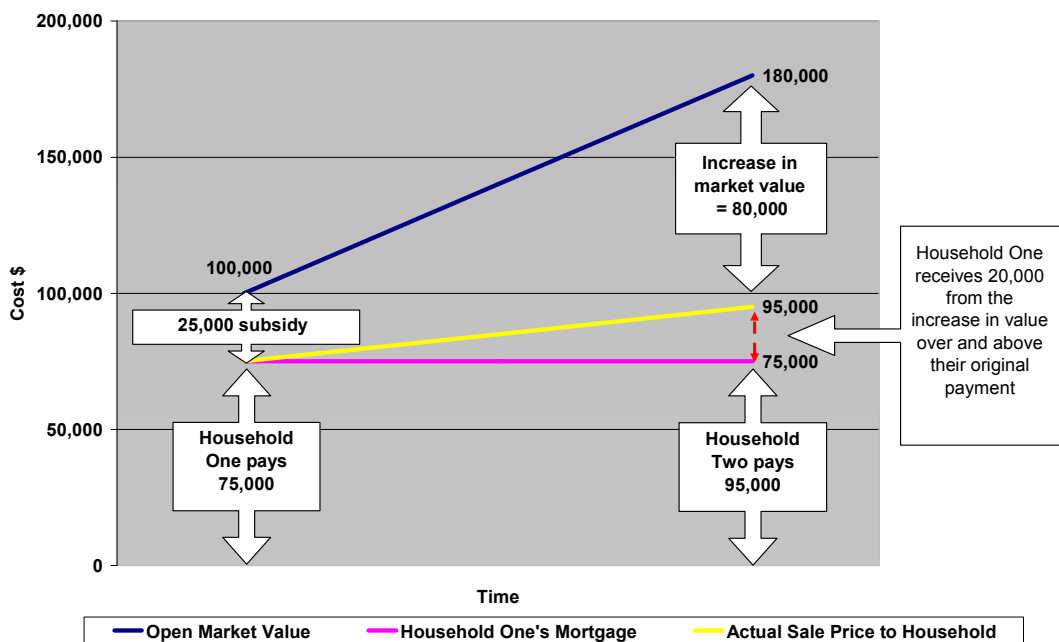 200,000
150,000
100,000
50,000
0
Cost $
180,000
Increase in
market value
= 80,000
100,000
25,000 subsidy
95,000
75,000
Household One
receives 20,000
from the
increase in value
over and above
their original
payment
Household
One pays
75,000
Household
Two pays
95,000
Time
Open Market Value
Household One's Mortgage
Actual Sale Price to Household